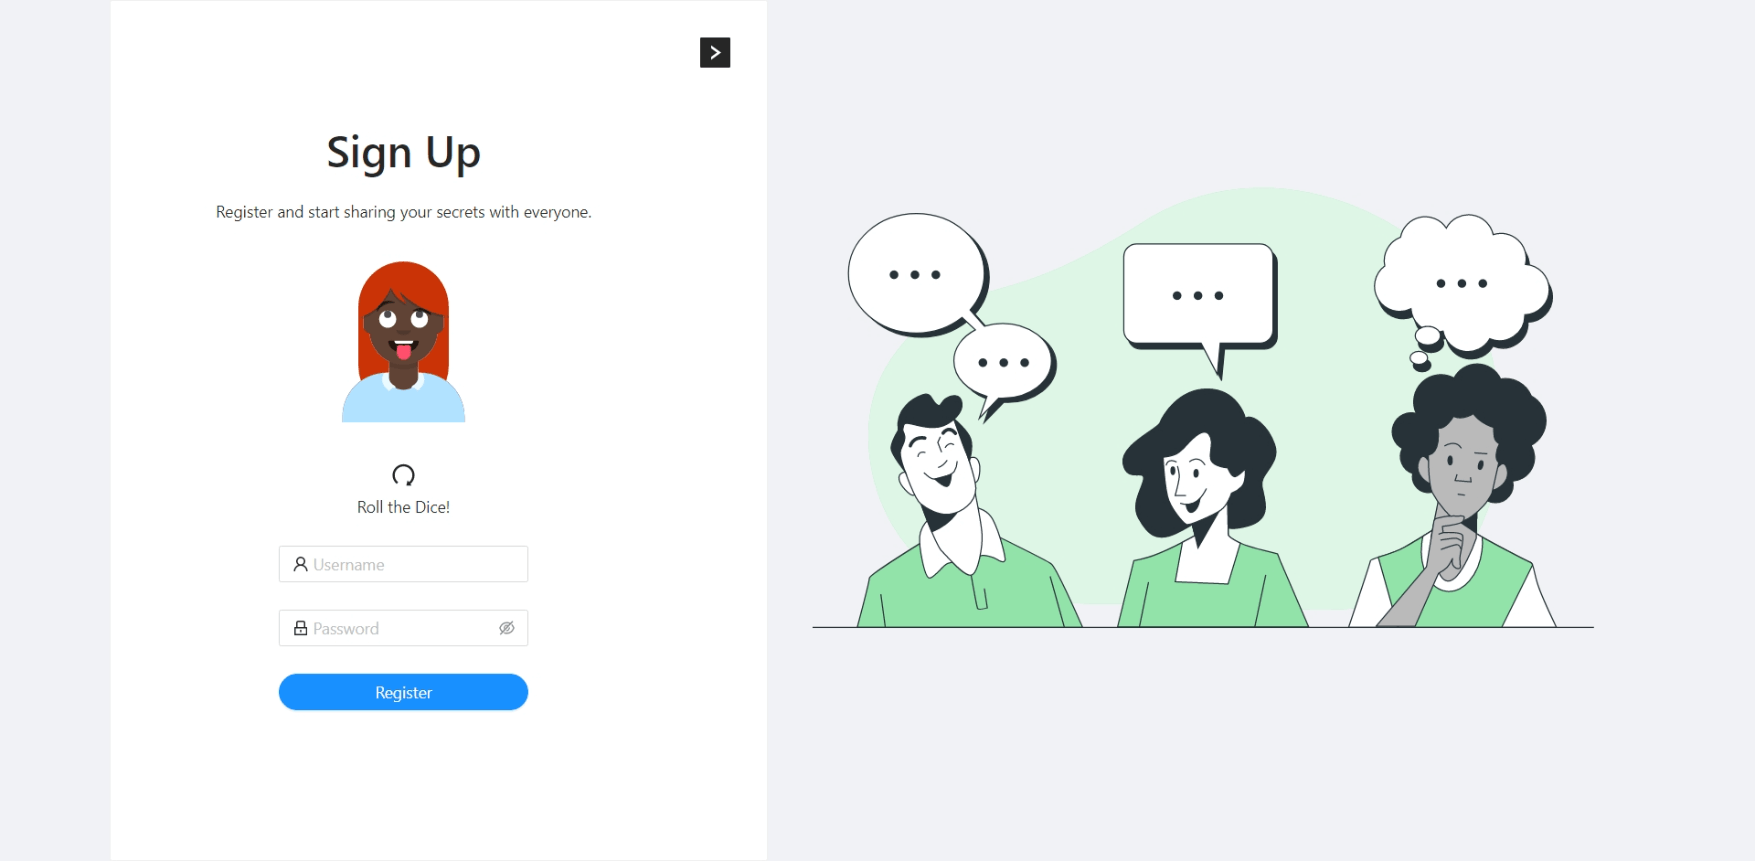 Sign Up
Register and start sharing your secrets with everyone.
Roll the Dice!
Username
Password
Register